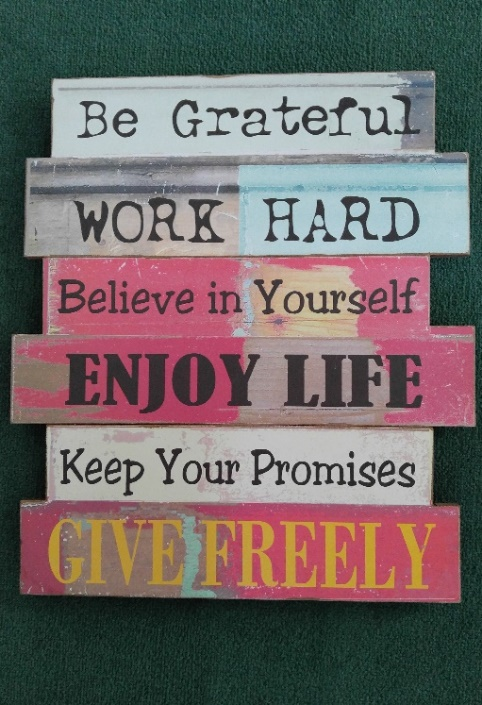 Be Grateful
WORK HARD
Believe in Yourself
ENJOY LIFE
Keep Your Promises
GIVE FREELY